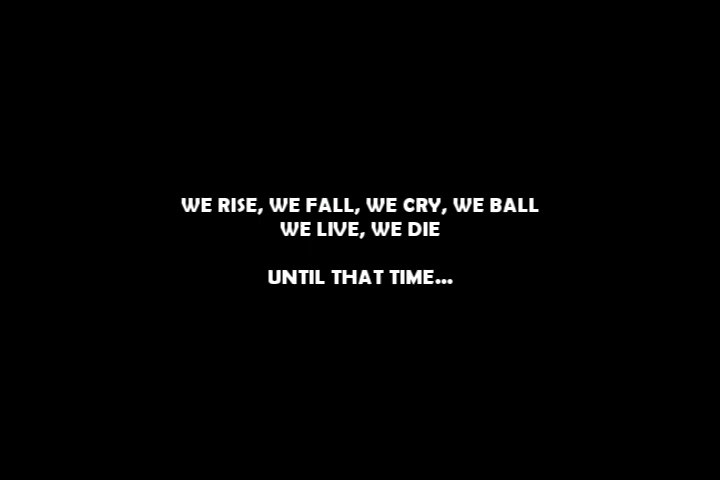 WE RISE, WE FALL, WE CRY, WE BALL
WE LIVE, WE DIE
UNTIL THAT TIME...